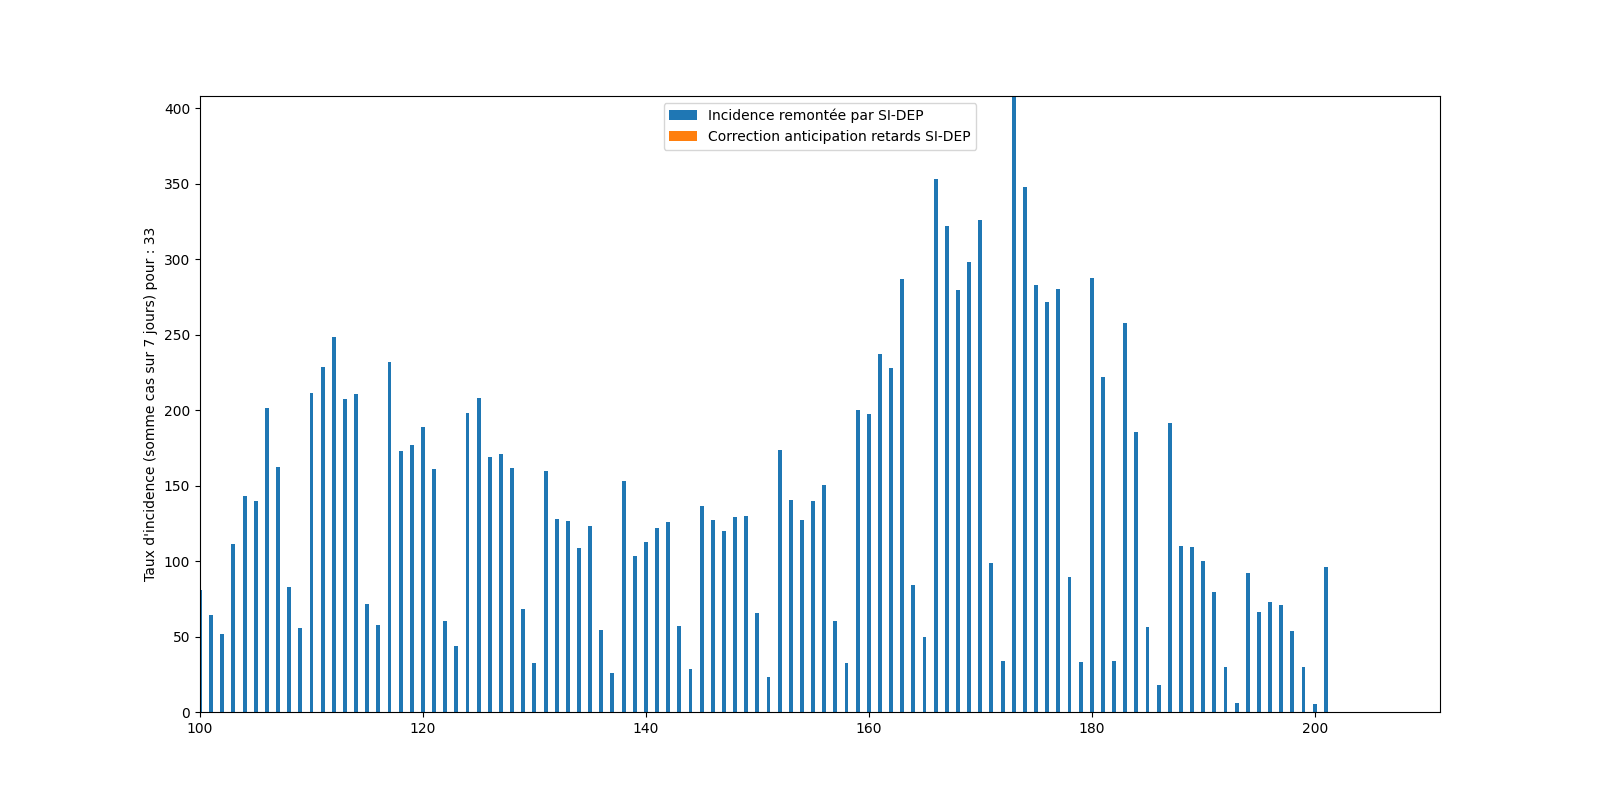 Incidence remontée par SI-DEP
Correction anticipation retards SI-DEP
Taux d'incidence (somme cas sur 7 jours) pour : 33
400
350
300
250
200
150
100
50
0
100 120 140 160 180 200